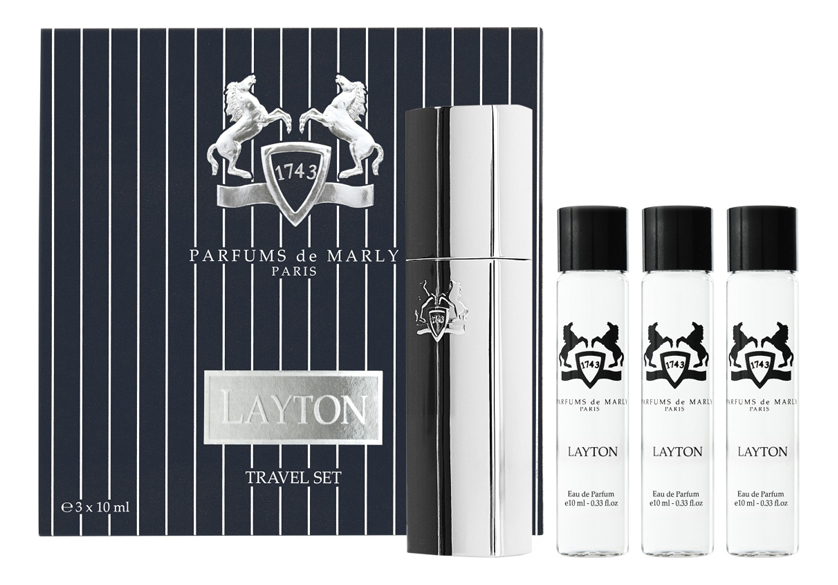 1743
PARFUMS de MARLY
PARIS
LAYTON
TRAVEL SET
℮ 3 x 10 ml
1743
1743
PARFUMS de MARLY
PARIS
LAYTON
Eau de Parfum
℮10 ml - 0.33 fl.oz
1743
PARFUMS de MARLY
PARIS
LAYTON
Eau de Parfum
℮10 ml - 0.33 fl.oz
1743
PARFUMS de MARLY
PARIS
LAYTON
Eau de Parfum
℮10 ml - 0.33 fl.oz